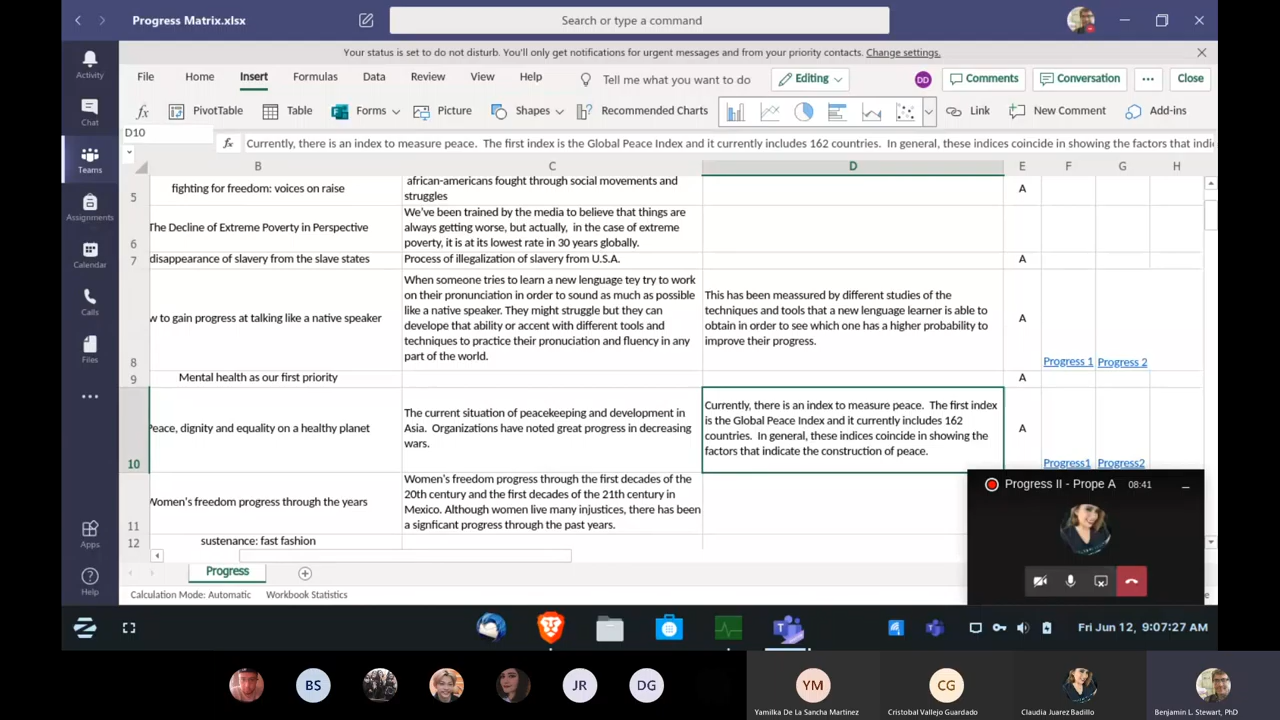 Progress Matrix.xlsx
Search or type a command
Your status is set to do not disturb. You'll only get notifications for urgent messages and from your priority contacts. Change settings.
Activity
Chat
Teams
Assignments
Calendar
Calls
Files
Apps
Help
File Home Insert Formulas Data Review View Help Tell me what you want to do Editing DD Comments Conversation Close
fx PivotTable Table Forms Picture Shapes Recommended Charts Link New Comment Add-ins
D10
fx Currently, there is an index to measure peace. The first index is the Global Peace Index and it currently includes 162 countries. In general, these indices coincide in showing the factors that indi
B C D E F G H
5 fighting for freedom: voices on raise
african-americans fought through social movements and
struggles
A
6 The Decline of Extreme Poverty in Perspective
We've been trained by the media to believe that things are
always getting worse, but actually, in the case of extreme
poverty, it is at its lowest rate in 30 years globally.
7 disappearance of slavery from the slave states
Process of illegalization of slavery from U.S.A.
A
8 w to gain progress at talking like a native speaker
When someone tries to learn a new lenguage tey try to work
on their pronunciation in order to sound as much as possible
like a native speaker. They might struggle but they can
develope that ability or accent with different tools and
techniques to practice their pronuciation and fluency in any
part of the world.
This has been meassured by different studies of the
techniques and tools that a new lenguage learner is able to
obtain in order to see which one has a higher probability to
improve their progress.
A
Progress 1 Progress 2
9 Mental health as our first priority
A
10 Peace, dignity and equality on a healthy planet
The current situation of peacekeeping and development in
Asia. Organizations have noted great progress in decreasing
wars.
Currently, there is an index to measure peace. The first index
is the Global Peace Index and it currently includes 162
countries. In general, these indices coincide in showing the
factors that indicate the construction of peace.
A
Progress1 Progress2
11 Women's freedom progress through the years
Women's freedom progress through the first decades of the
20th century and the first decades of the 21th century in
Mexico. Although women live many injustices, there has been
a signficant progress through the past years.
12 sustenance: fast fashion
Progress II - Prope A 08:41
Progress
Calculation Mode: Automatic Workbook Statistics
Fri Jun 12, 9:07:27 AM
BS JR DG YM CG
Yamilka De La Sancha Martinez
Cristobal Vallejo Guardado
Claudia Juarez Badillo
Benjamin L. Stewart, PhD